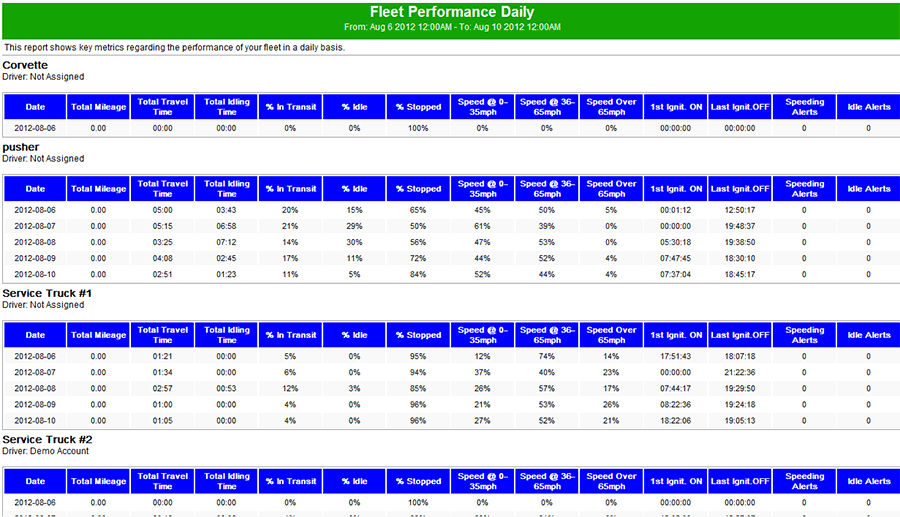 Fleet Performance Daily
From: Aug 6 2012 12:00AM - To: Aug 10 2012 12:00AM
This report shows key metrics regarding the performance of your fleet in a daily basis.
Corvette
Driver: Not Assigned
Date Total Mileage Total Travel Time Total Idling Time % In Transit % Idle % Stopped Speed @ 0-35mph Speed @ 36-65mph Speed Over 65mph 1st Ignit. ON Last Ignit.OFF Speeding Alerts Idle Alerts
2012-08-06 0.00 00:00 00:00 0% 0% 100% 0% 0% 0% 00:00:00 00:00:00 0 0
pusher
Driver: Not Assigned
Date Total Mileage Total Travel Time Total Idling Time % In Transit % Idle % Stopped Speed @ 0-35mph Speed @ 36-65mph Speed Over 65mph 1st Ignit. ON Last Ignit.OFF Speeding Alerts Idle Alerts
2012-08-06 0.00 05:00 03:43 20% 15% 65% 45% 50% 5% 00:01:12 12:50:17 0 0
2012-08-07 0.00 05:15 06:58 21% 29% 50% 61% 39% 0% 00:00:00 19:48:37 0 0
2012-08-08 0.00 03:25 07:12 14% 30% 56% 47% 53% 0% 05:30:18 19:38:50 0 0
2012-08-09 0.00 04:08 02:45 17% 11% 72% 44% 52% 4% 07:47:45 18:30:10 0 0
2012-08-10 0.00 02:51 01:23 11% 5% 84% 52% 44% 4% 07:37:04 18:45:17 0 0
Service Truck #1
Driver: Not Assigned
Date Total Mileage Total Travel Time Total Idling Time % In Transit % Idle % Stopped Speed @ 0-35mph Speed @ 36-65mph Speed Over 65mph 1st Ignit. ON Last Ignit.OFF Speeding Alerts Idle Alerts
2012-08-06 0.00 01:21 00:00 5% 0% 95% 12% 74% 14% 17:51:43 18:07:18 0 0
2012-08-07 0.00 01:34 00:00 6% 0% 94% 37% 40% 23% 00:00:00 21:22:36 0 0
2012-08-08 0.00 02:57 00:53 12% 3% 85% 26% 57% 17% 07:44:17 19:29:50 0 0
2012-08-09 0.00 01:00 00:00 4% 0% 96% 21% 53% 26% 08:22:36 19:24:18 0 0
2012-08-10 0.00 01:05 00:00 4% 0% 96% 27% 52% 21% 18:22:06 19:05:13 0 0
Service Truck #2
Driver: Demo Account
Date Total Mileage Total Travel Time Total Idling Time % In Transit % Idle % Stopped Speed @ 0-35mph Speed @ 36-65mph Speed Over 65mph 1st Ignit. ON Last Ignit.OFF Speeding Alerts Idle Alerts
2012-08-06 0.00 00:00 00:00 0% 0% 100% 0% 0% 0% 00:00:00 00:00:00 0 0